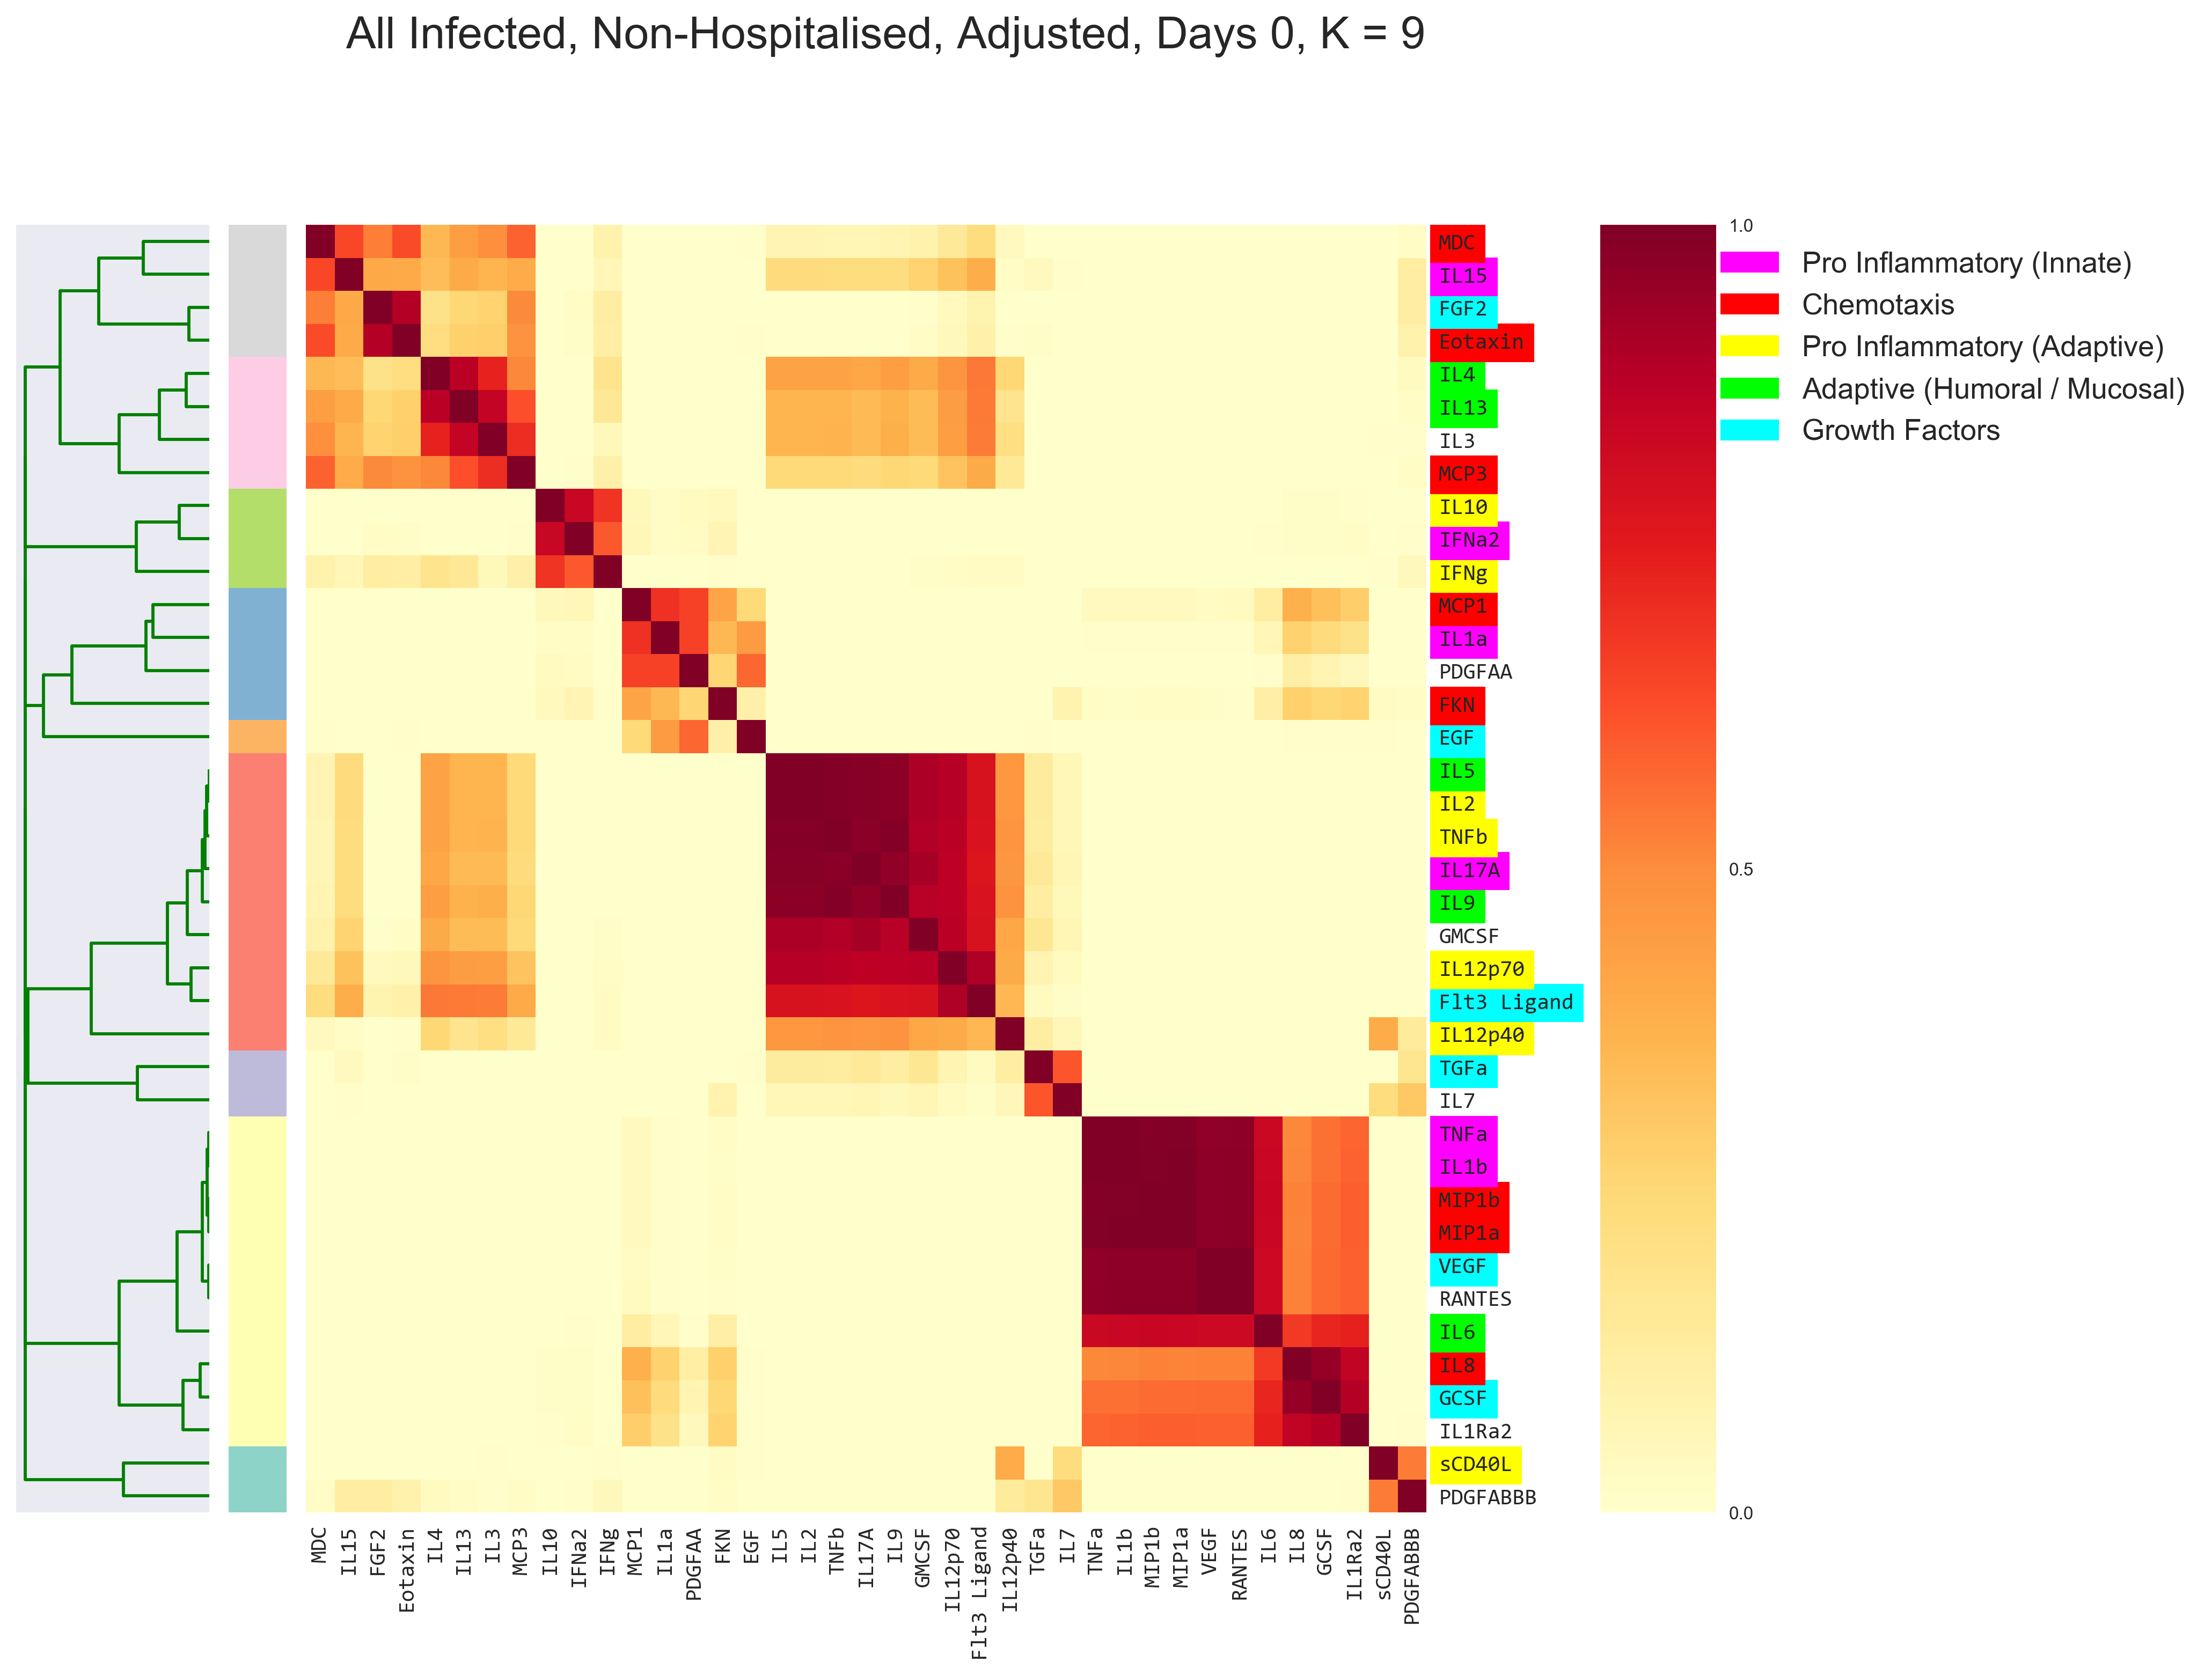 All Infected, Non-Hospitalised, Adjusted, Days 0, K = 9
MDC
IL15
FGF2
Eotaxin
IL4
IL13
IL3
MCP3
IL10
IFNa2
IFNg
MCP1
IL1a
PDGFAA
FKN
EGF
IL5
IL2
TNFb
IL17A
IL9
GMCSF
IL12p70
Flt3 Ligand
IL12p40
TGFa
IL7
TNFa
IL1b
MIP1b
MIP1a
VEGF
RANTES
IL6
IL8
GCSF
IL1Ra2
sCD40L
PDGFABBB
1.0
0.5
0.0
Pro Inflammatory (Innate)
Chemotaxis
Pro Inflammatory (Adaptive)
Adaptive (Humoral / Mucosal)
Growth Factors
MDC
IL15
FGF2
Eotaxin
IL4
IL13
IL3
MCP3
IL10
IFNa2
IFNg
MCP1
IL1a
PDGFAA
FKN
EGF
IL5
IL2
TNFb
IL17A
IL9
GMCSF
IL12p70
Flt3 Ligand
IL12p40
TGFa
IL7
TNFa
IL1b
MIP1b
MIP1a
VEGF
RANTES
IL6
IL8
GCSF
IL1Ra2
sCD40L
PDGFABBB